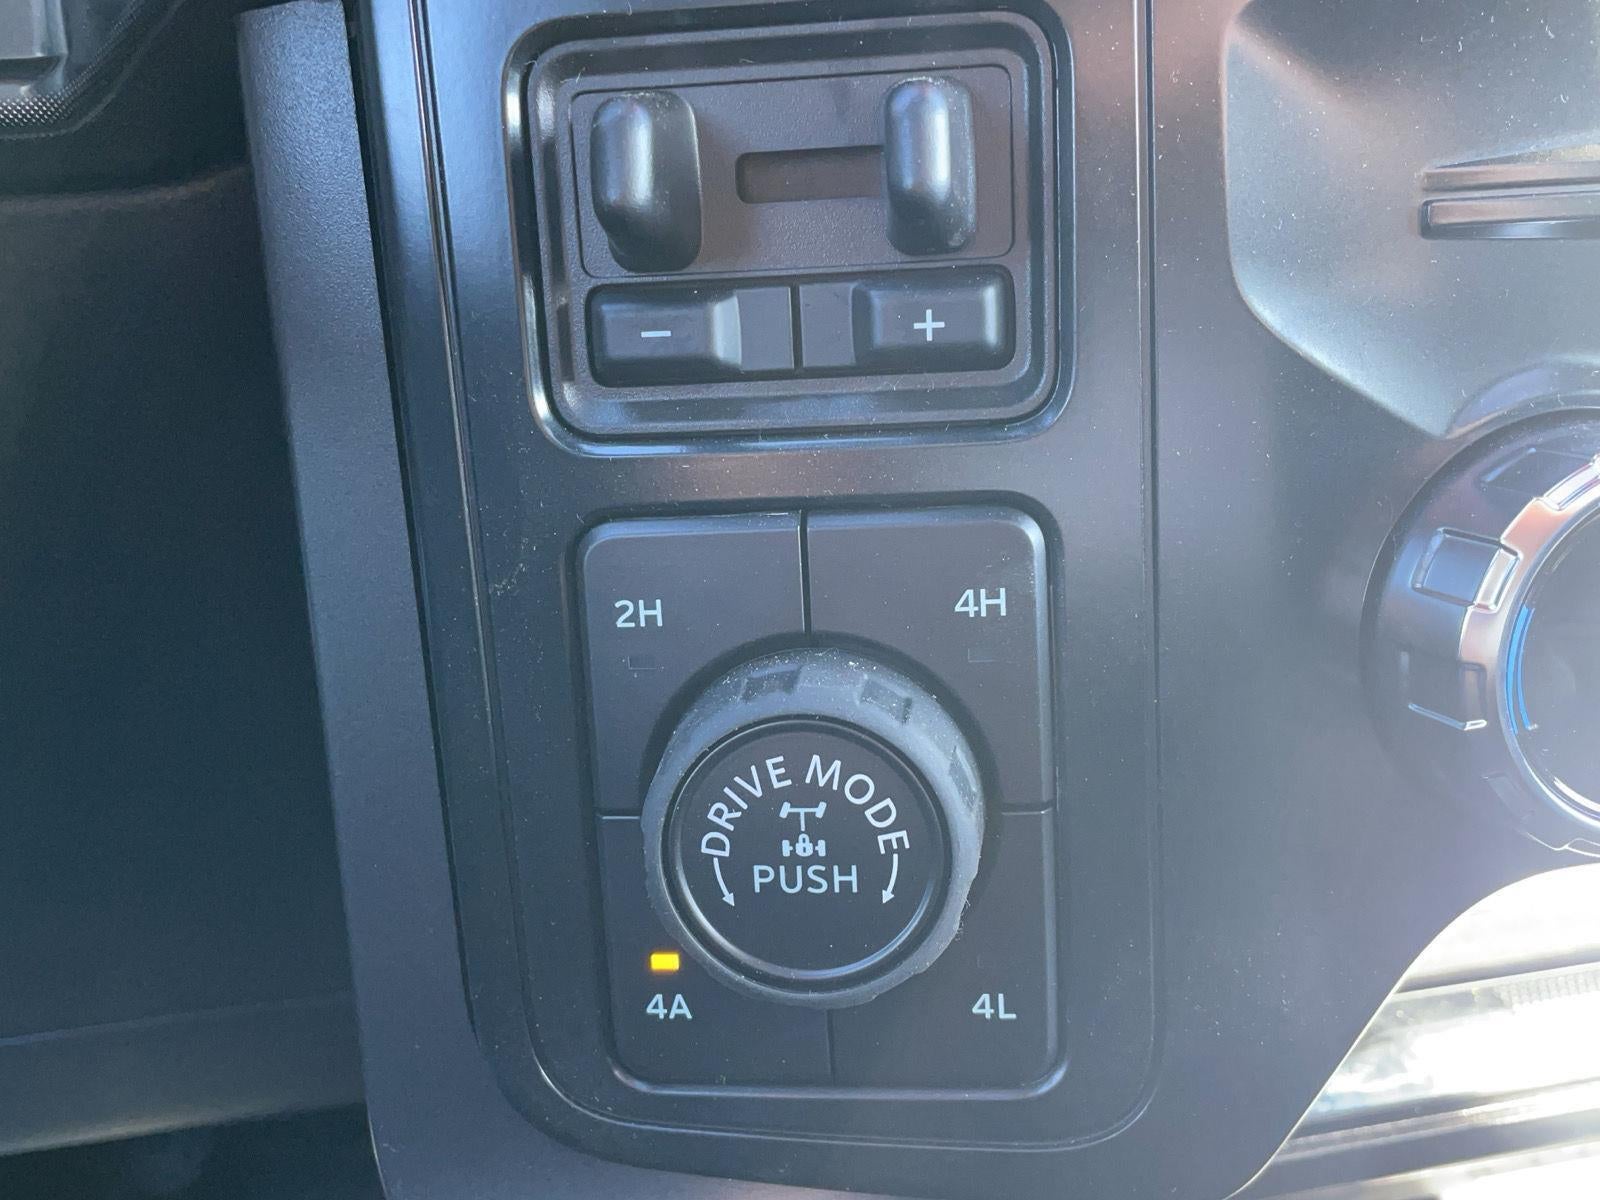 − +
2H 4H
DRIVE MODE
PUSH
4A 4L